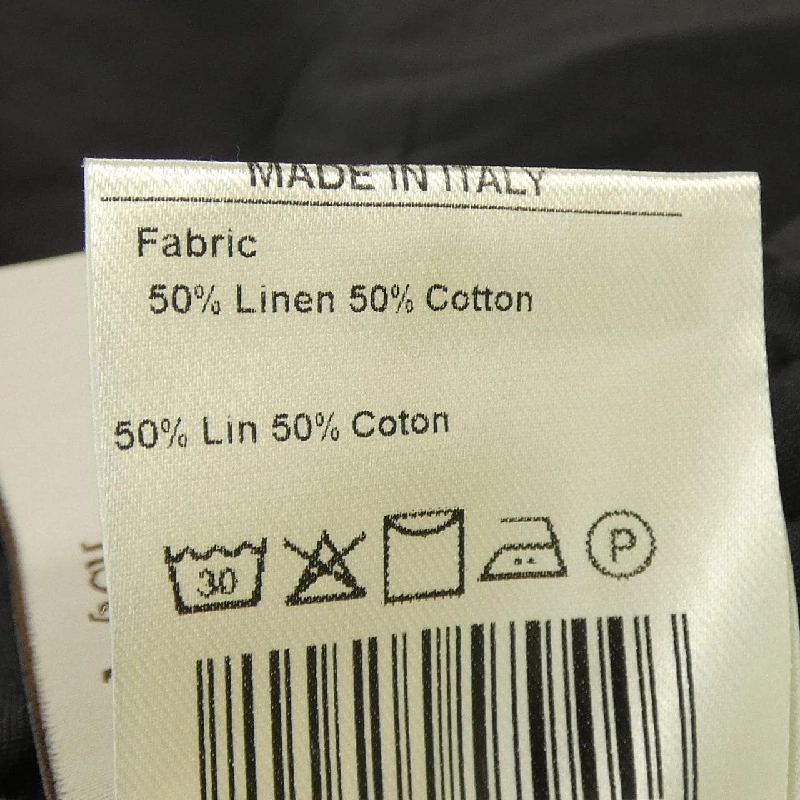 MADE IN ITALY
Fabric
50% Linen 50% Cotton
50% Lin 50% Coton
30
P